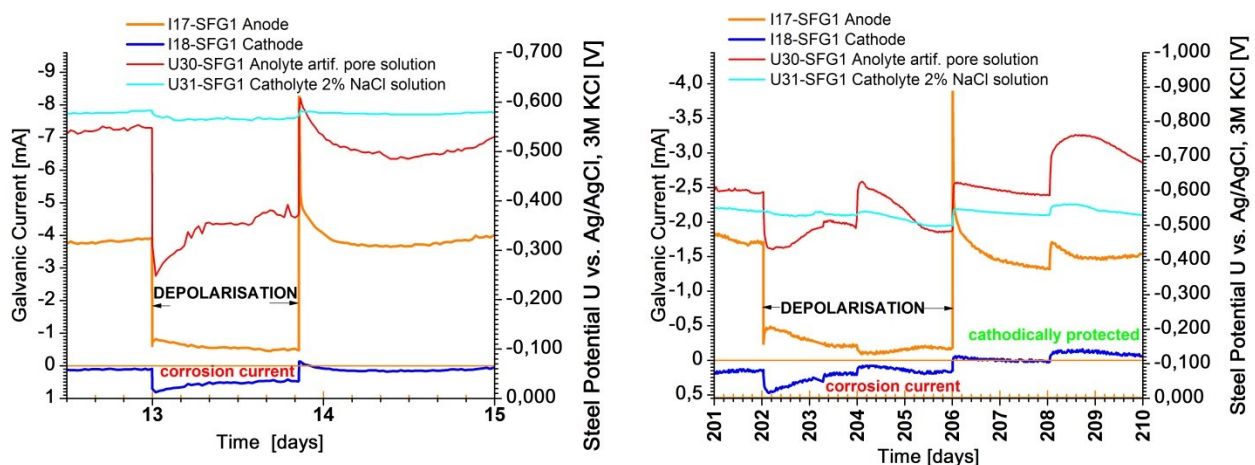 I17-SFG1 Anode
I18-SFG1 Cathode
U30-SFG1 Anolyte artif. pore solution
U31-SFG1 Catholyte 2% NaCl solution
Galvanic Current [mA]
-9
-8
-7
-6
-5
-4
-3
-2
-1
0
1
DEPOLARISATION
corrosion current
-0,700
-0,600
-0,500
-0,400
-0,300
-0,200
-0,100
0,000
Steel Potential U vs. Ag/AgCl, 3M KCl [V]
13 14 15
Time [days]
I17-SFG1 Anode
I18-SFG1 Cathode
U30-SFG1 Anolyte artif. pore solution
U31-SFG1 Catholyte 2% NaCl solution
Galvanic Current [mA]
-4,0
-3,5
-3,0
-2,5
-2,0
-1,5
-1,0
-0,5
0
0,5
DEPOLARISATION
cathodically protected
corrosion current
-1,000
-0,900
-0,800
-0,700
-0,600
-0,500
-0,400
-0,300
-0,200
-0,100
0,000
Steel Potential U vs. Ag/AgCl, 3M KCl [V]
201 202 204 205 206 208 209 210
Time [days]